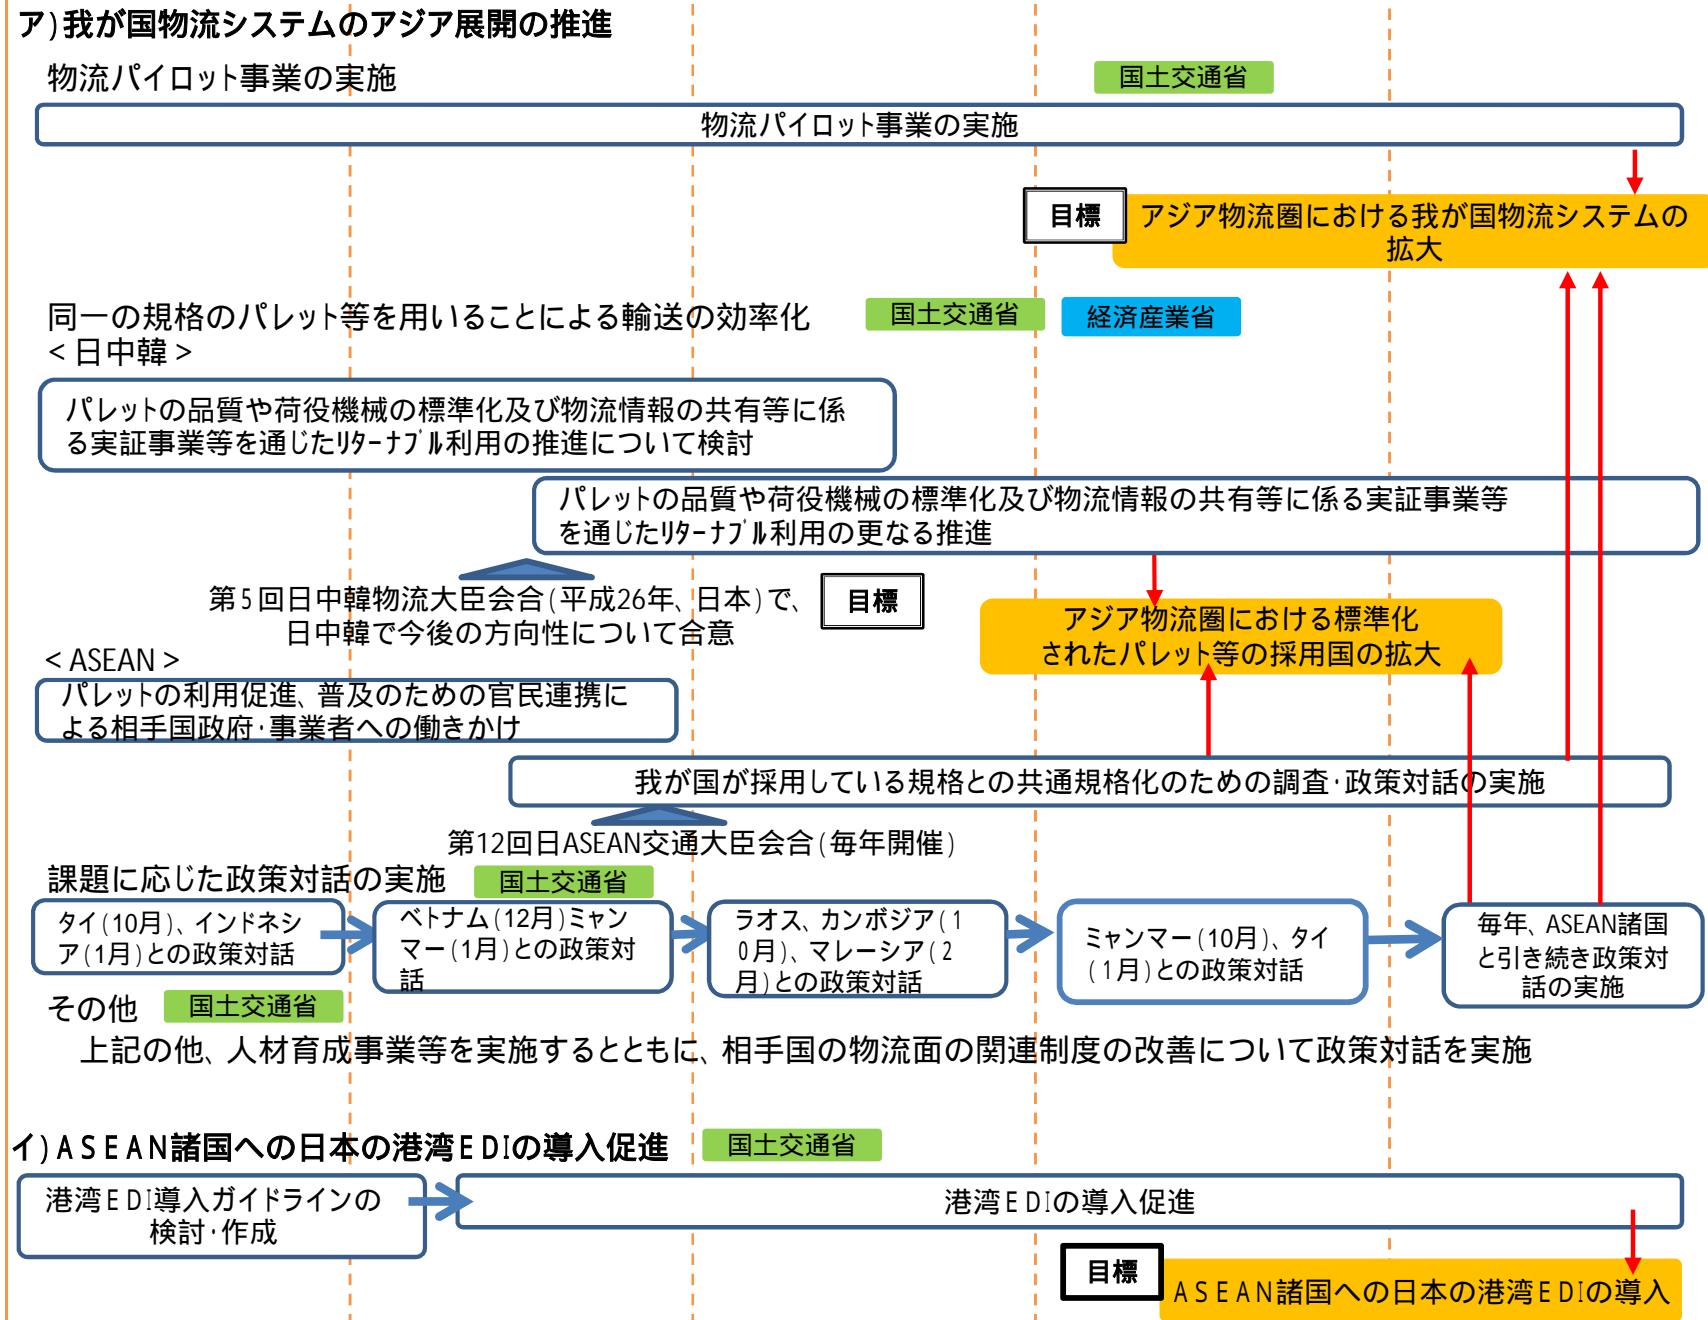 ア)我が国物流システムのアジア展開の推進
物流パイロット事業の実施
国土交通省
物流パイロット事業の実施
目標
アジア物流圏における我が国物流システムの
拡大
同一の規格のパレット等を用いることによる輸送の効率化
国土交通省
経済産業省
<日中韓>
パレットの品質や荷役機械の標準化及び物流情報の共有等に係
る実証事業等を通じたﾘﾀｰﾅﾌﾞﾙ利用の推進について検討
パレットの品質や荷役機械の標準化及び物流情報の共有等に係る実証事業等
を通じたﾘﾀｰﾅﾌﾞﾙ利用の更なる推進
第5回日中韓物流大臣会合(平成26年、日本)で、
日中韓で今後の方向性について合意
目標
アジア物流圏における標準化
されたパレット等の採用国の拡大
<ASEAN>
パレットの利用促進、普及のための官民連携に
よる相手国政府・事業者への働きかけ
我が国が採用している規格との共通規格化のための調査・政策対話の実施
第12回日ASEAN交通大臣会合(毎年開催)
課題に応じた政策対話の実施
国土交通省
タイ(10月)、インドネシ
ア(1月)との政策対話
ベトナム(12月)ミャン
マー(1月)との政策対
話
ラオス、カンボジア(1
0月)、マレーシア(2
月)との政策対話
ミャンマー(10月)、タイ
(1月)との政策対話
毎年、ASEAN諸国
と引き続き政策対
話の実施
その他
国土交通省
上記の他、人材育成事業等を実施するとともに、相手国の物流面の関連制度の改善について政策対話を実施
イ)ASEAN諸国への日本の港湾EDIの導入促進
国土交通省
港湾EDI導入ガイドラインの
検討・作成
港湾EDIの導入促進
目標
ASEAN諸国への日本の港湾EDIの導入